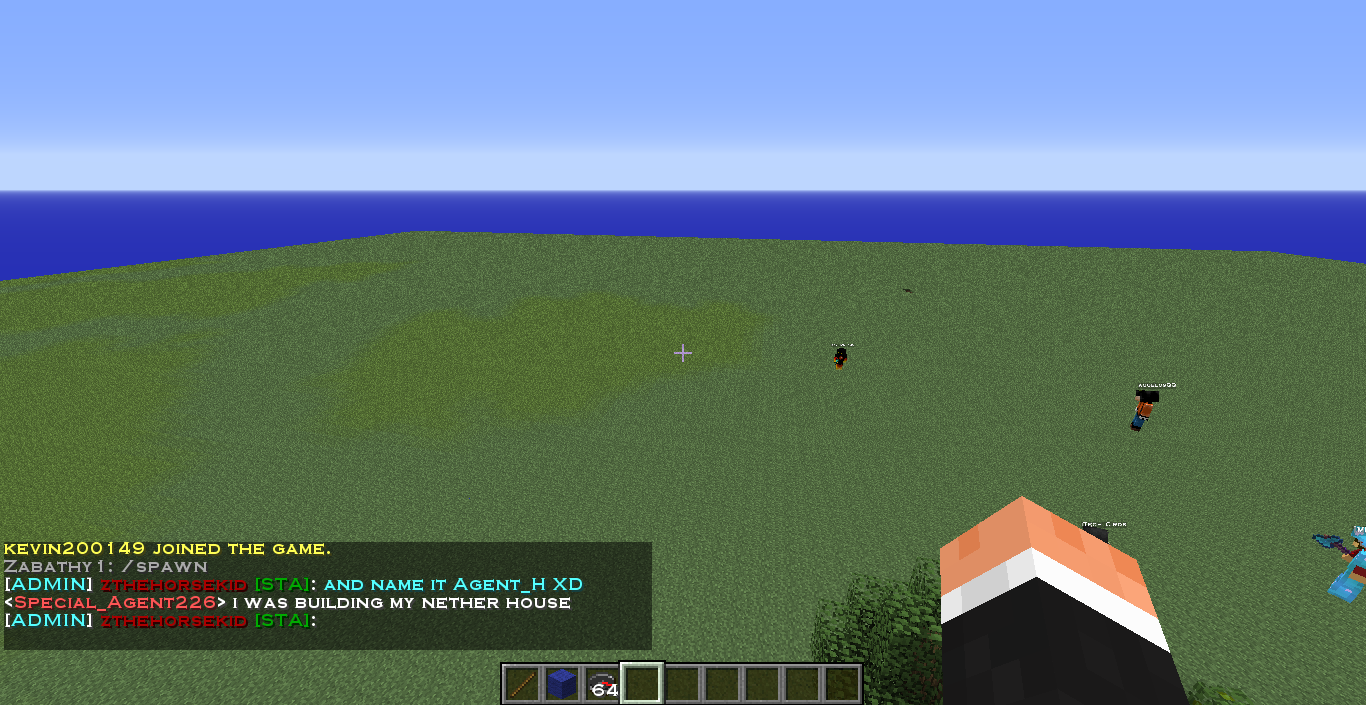 KEVIN200149 JOINED THE GAME.
ZABATHY1: /SPAWN
[ADMIN] ZTHEHORSEKID [STA]: AND NAME IT AGENT_H XD
<SPECIAL_AGENT226> I WAS BUILDING MY NETHER HOUSE
[ADMIN] ZTHEHORSEKID [STA]:
64